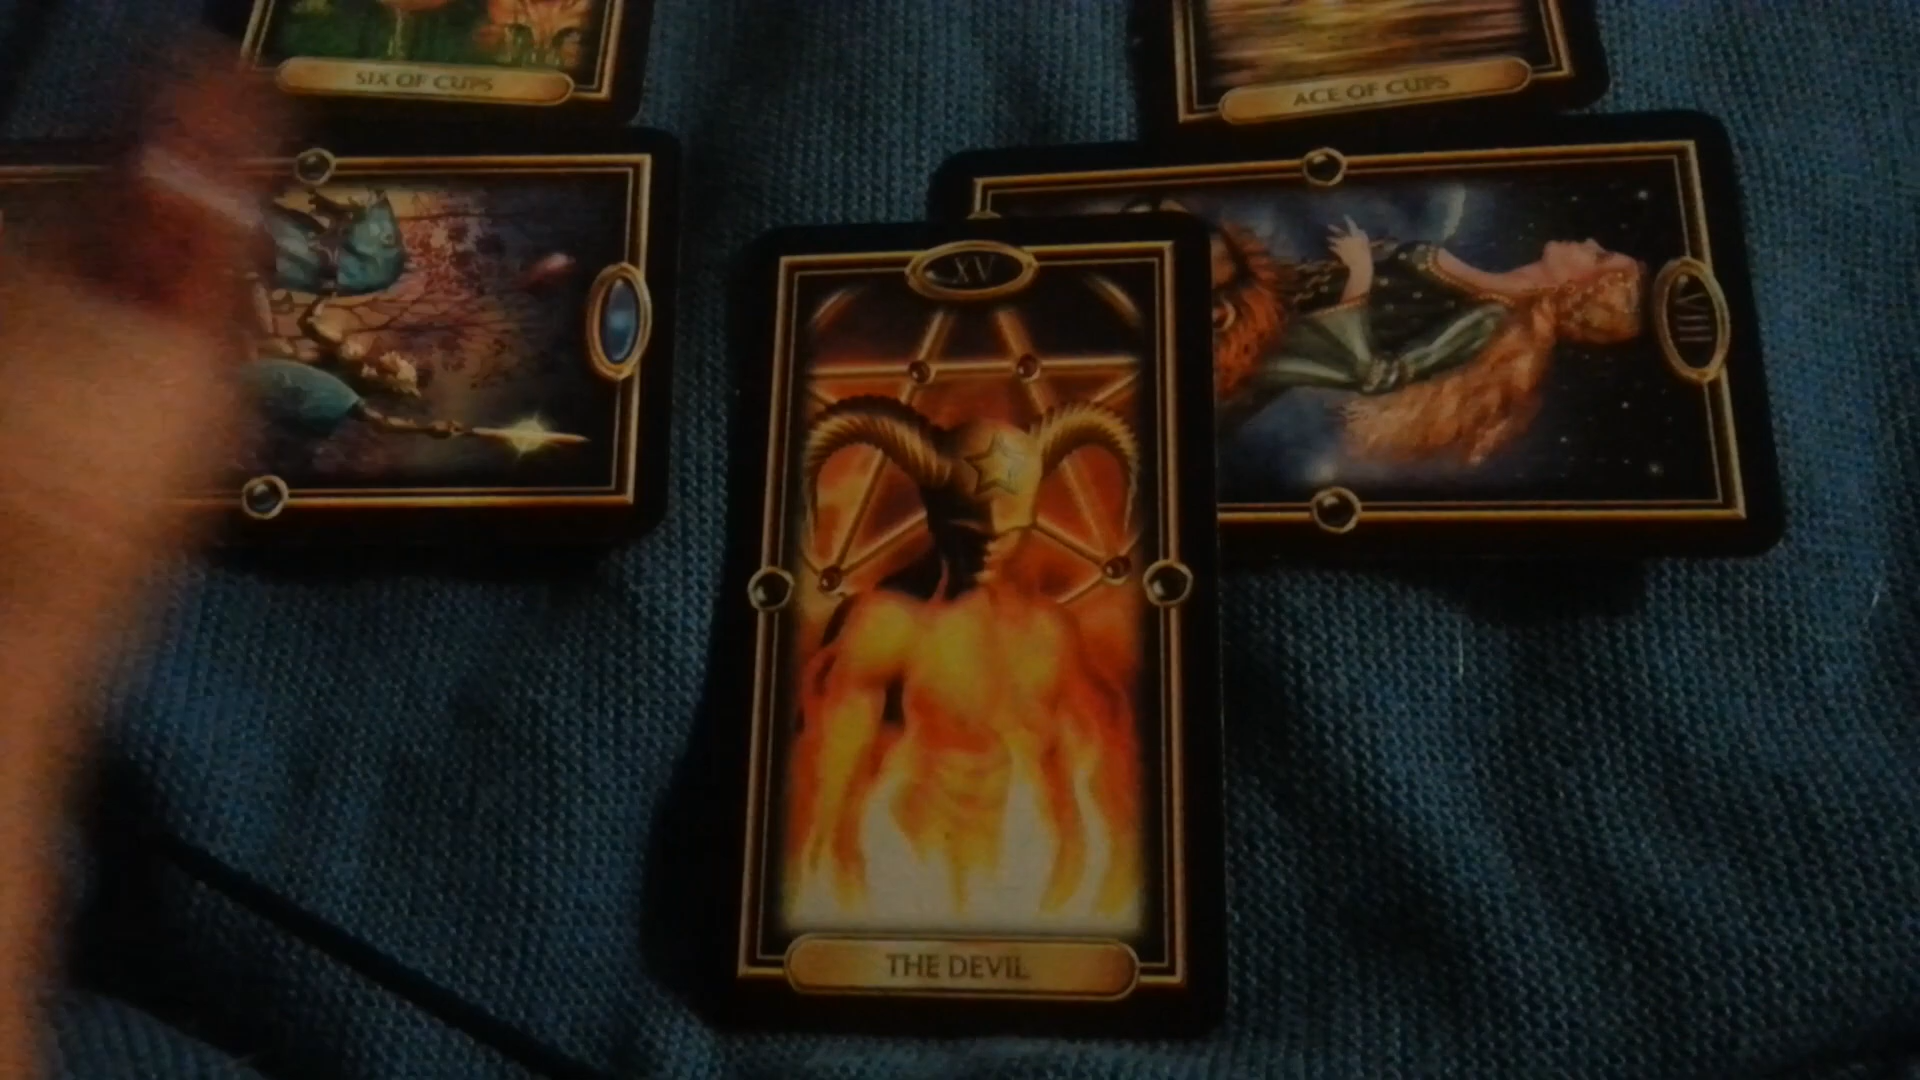 SIX OF CUPS
ACE OF CUPS
XV
VIII
THE DEVIL